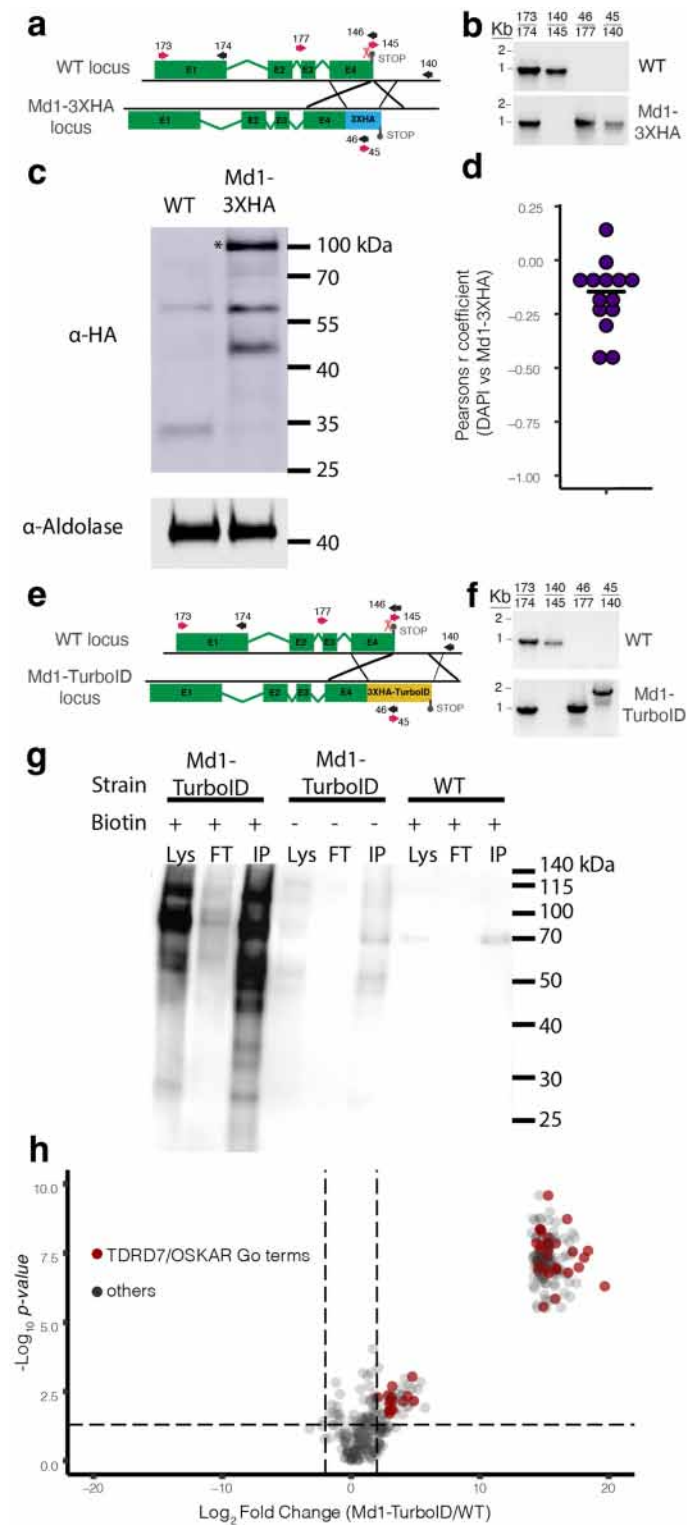 a
173
174
177
146
145
140
X
STOP
E1
E2
E3
E4
WT locus
Md1-3XHA
locus
E1
E2
E3
E4
3XHA
STOP
46
45
b
Kb
173
174
140
145
46
177
45
140
2
1
WT
2
1
Md1-
3XHA
c
WT
Md1-
3XHA
*
α-HA
100 kDa
70
55
40
35
25
α-Aldolase
40
d
0.25
0.00
−0.25
−0.50
−0.75
−1.00
Pearsons r coefficient
(DAPI vs Md1-3XHA)
e
173
174
177
146
145
140
X
STOP
E1
E2
E3
E4
WT locus
Md1-TurboID
locus
E1
E2
E3
E4
3XHA-TurboID
STOP
46
45
f
Kb
173
174
140
145
46
177
45
140
2
1
WT
2
1
Md1-
TurboID
g
Strain
Md1-
TurboID
Md1-
TurboID
WT
Biotin + + + - - - + + +
Lys FT IP Lys FT IP Lys FT IP
140 kDa
115
100
70
50
40
30
25
h
10.0
7.5
5.0
2.5
0.0
-Log10 p-value
TDRD7/OSKAR Go terms
others
−20 −10 0 10 20
Log2 Fold Change (Md1-TurboID/WT)